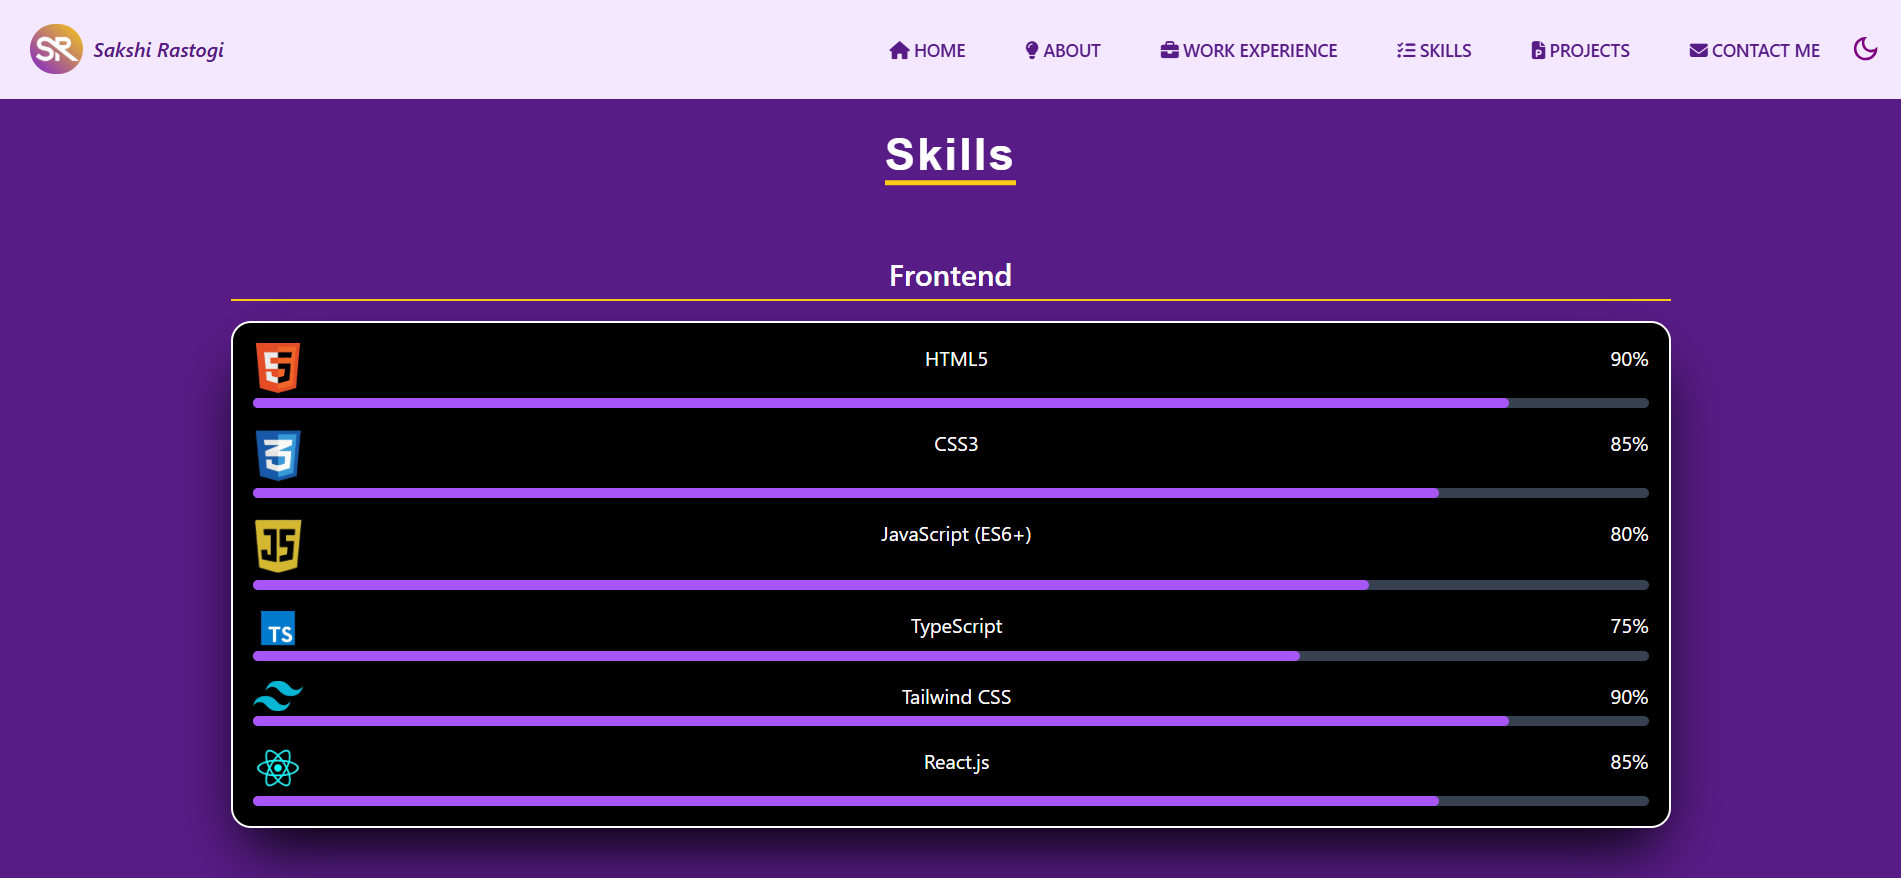 SR Sakshi Rastogi HOME ABOUT WORK EXPERIENCE SKILLS PROJECTS CONTACT ME
Skills
Frontend
HTML5 90%
3 CSS3 85%
JS JavaScript (ES6+) 80%
TS TypeScript 75%
Tailwind CSS 90%
React.js 85%